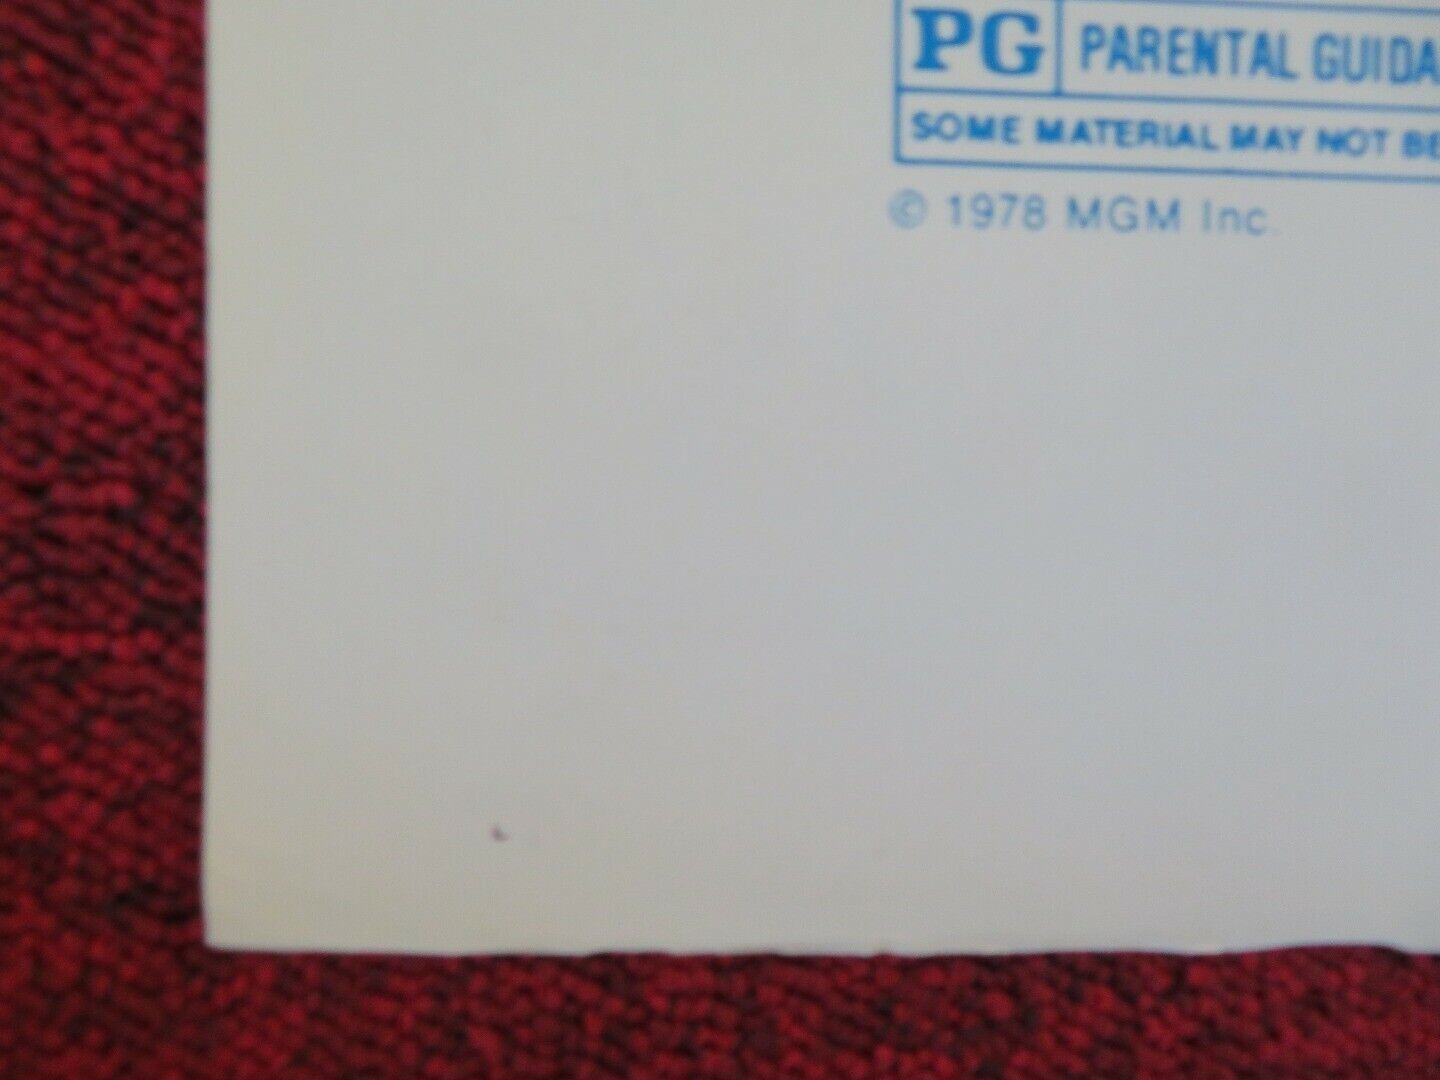 PG PARENTAL GUIDA
SOME MATERIAL MAY NOT BE
© 1978 MGM Inc.